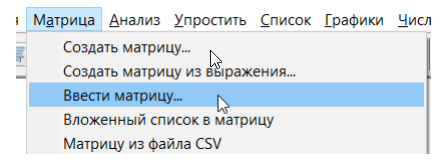 Матрица Анализ Упростить Список Графики Числ
Создать матрицу...
Создать матрицу из выражения...
Ввести матрицу...
Вложенный список в матрицу
Матрицу из файла CSV